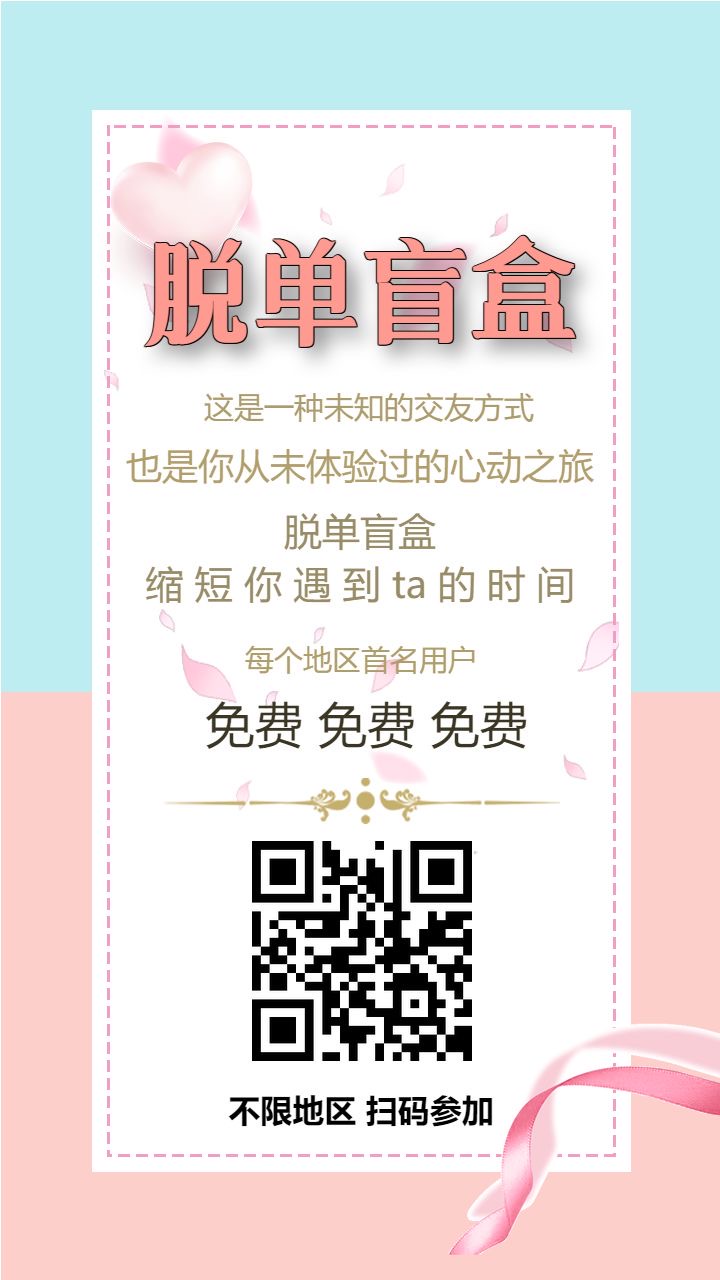 脱单盲盒
这是一种未知的交友方式
也是你从未体验过的心动之旅
脱单盲盒
缩短你遇到ta的时间
每个地区首名用户
免费 免费 免费
不限地区 扫码参加